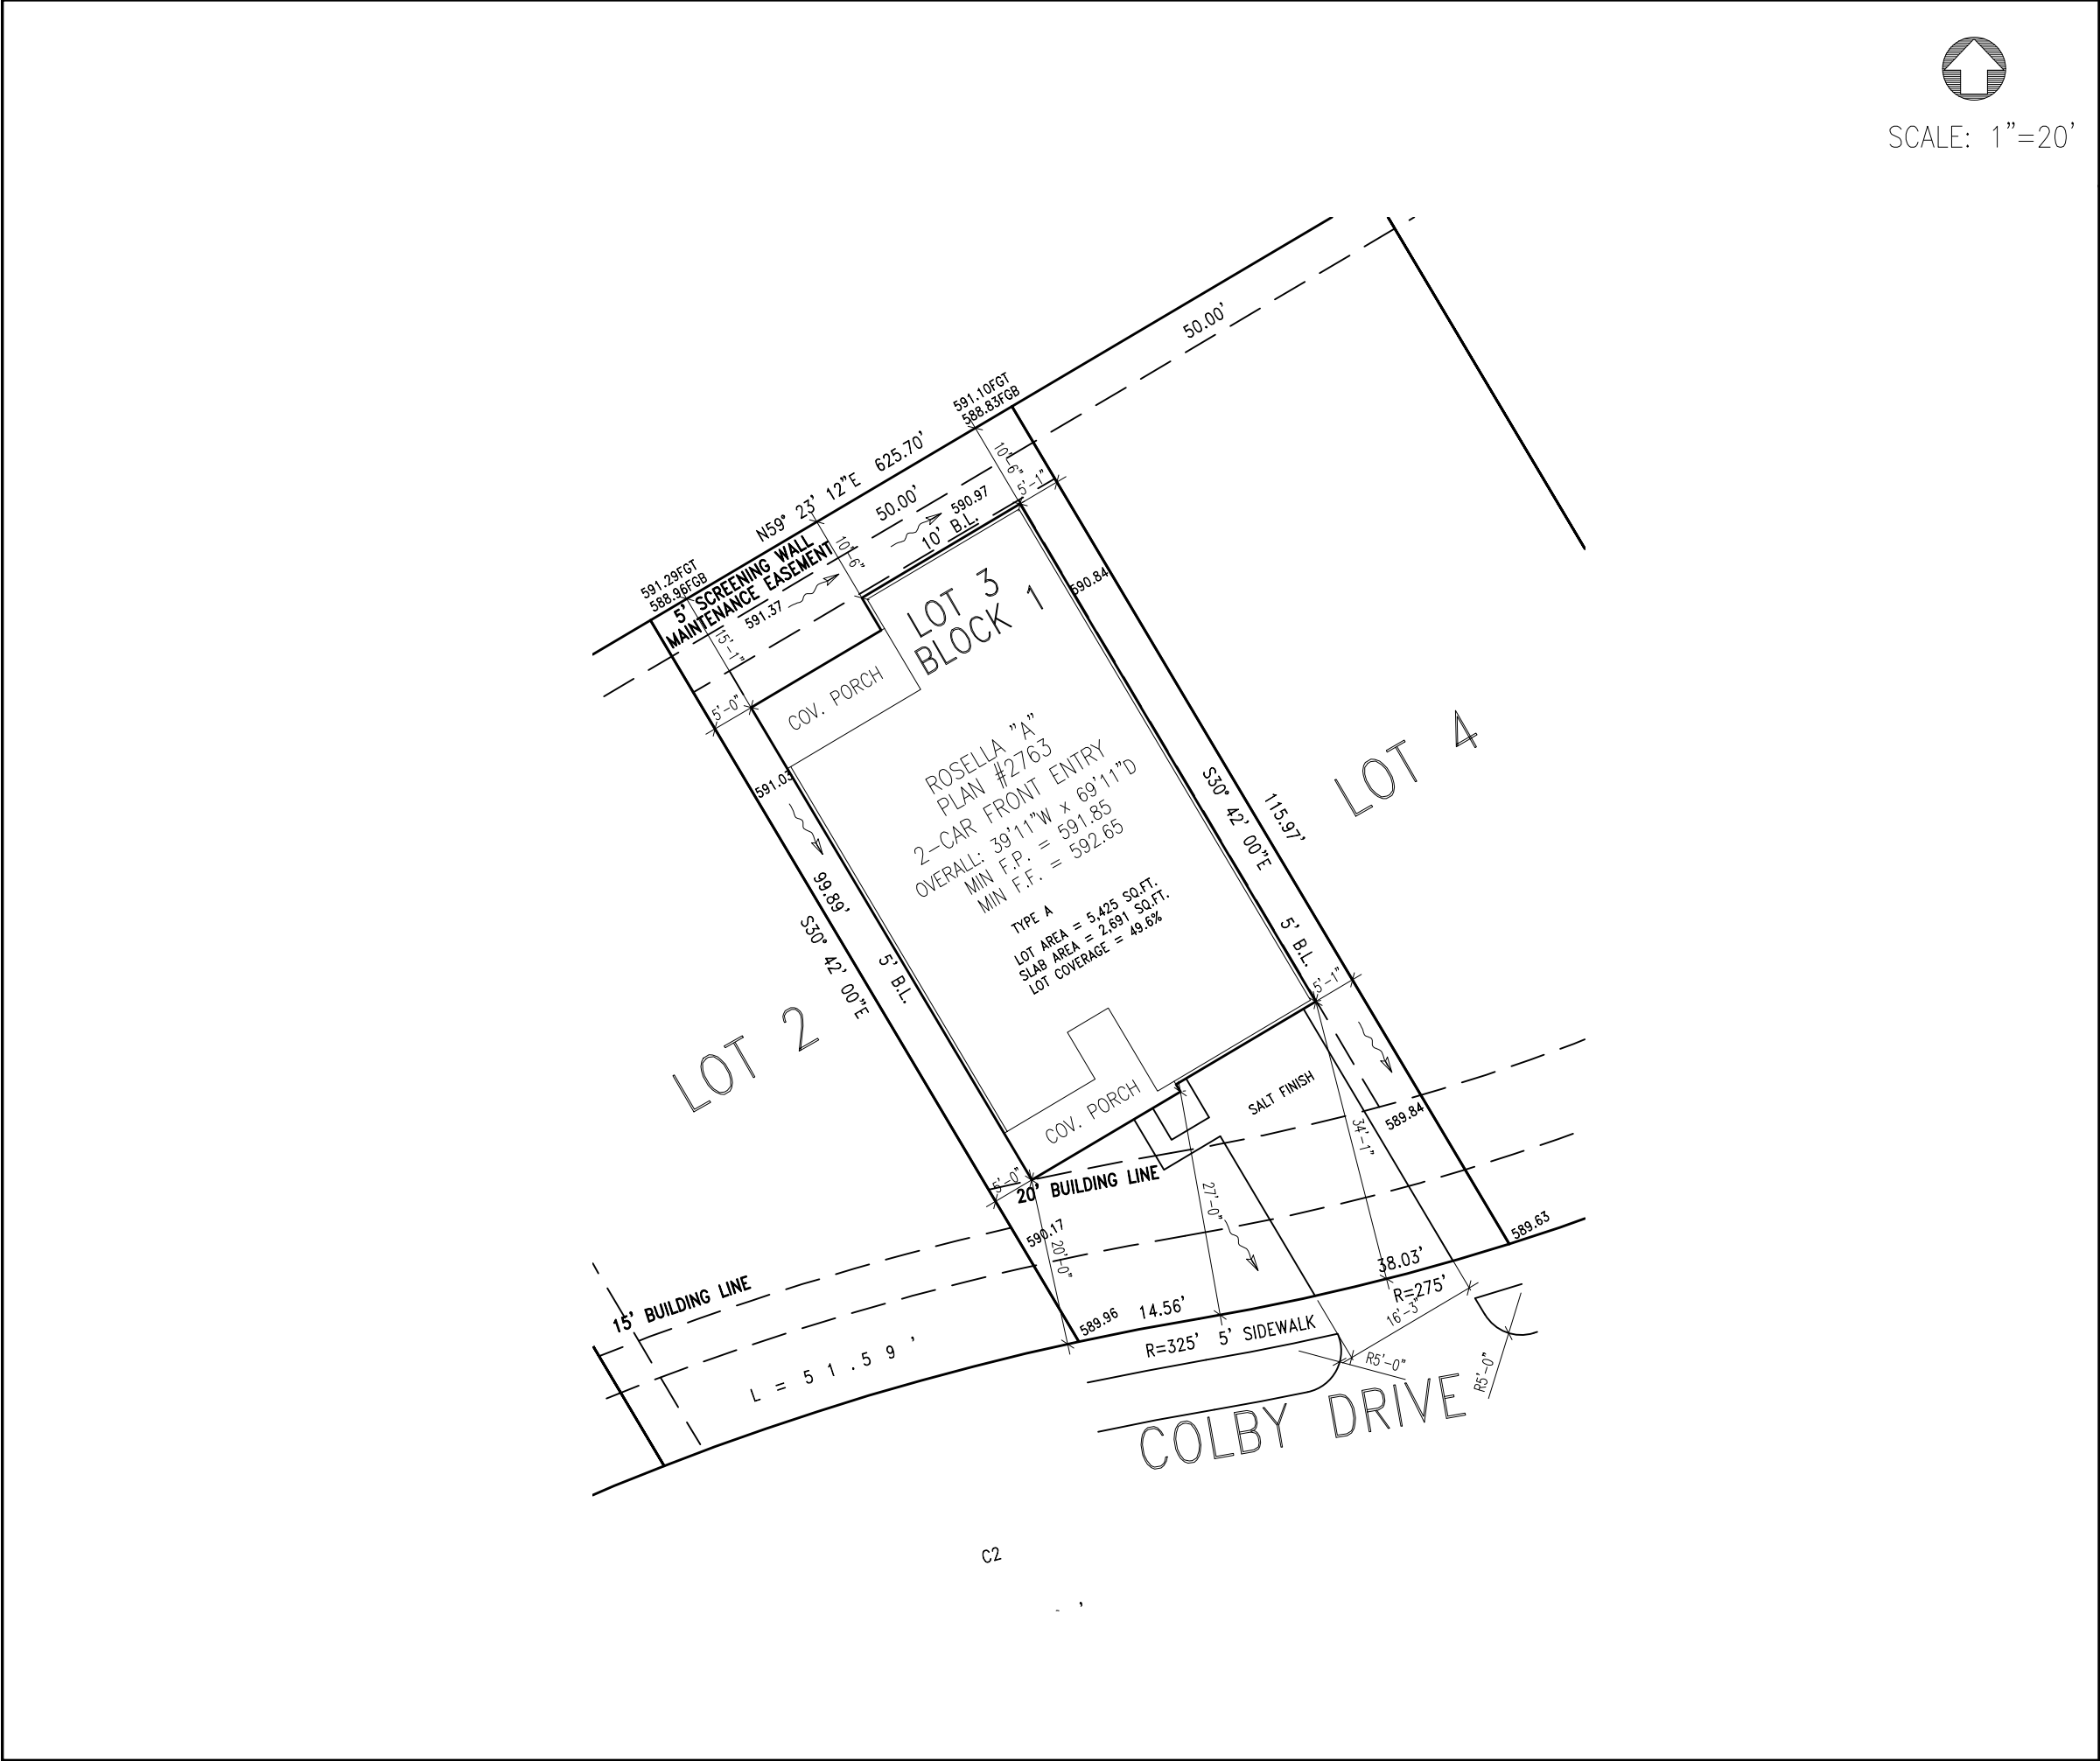 SCALE: 1"=20'
50.00'
591.10FGT
588.83FGB
N59° 23' 12"E 625.70'
10'-6"
5'-1"
50.00'
590.97
10' B.L.
591.29FGT
588.96FGB
5' SCREENING WALL
MAINTENANCE EASEMENT
10'-6"
591.37
15'-1"
LOT 3
BLOCK 1
590.84
5'-0"
COV. PORCH
591.03
ROSELLA "A"
PLAN #2763
2-CAR FRONT ENTRY
OVERALL: 39'11"W x 69'11"D
MIN F.P. = 591.85
MIN F.F. = 592.65
TYPE A
LOT AREA = 5,425 SQ.FT.
SLAB AREA = 2,691 SQ.FT.
LOT COVERAGE = 49.6%
LOT 4
115.97'
S30° 42' 00"E
99.89'
S30° 42' 00"E
5' B.L.
5' B.L.
5'-1"
LOT 2
COV. PORCH
SALT FINISH
589.84
34'-1"
5'-0"
20' BUILDING LINE
27'-0"
590.17
20'-0"
589.63
38.03'
R=275'
16'-3"
15' BUILDING LINE
589.96
14.56'
R=325' 5' SIDEWALK
L = 51.59'
R5'-0"
R5'-0"
COLBY DRIVE
C2